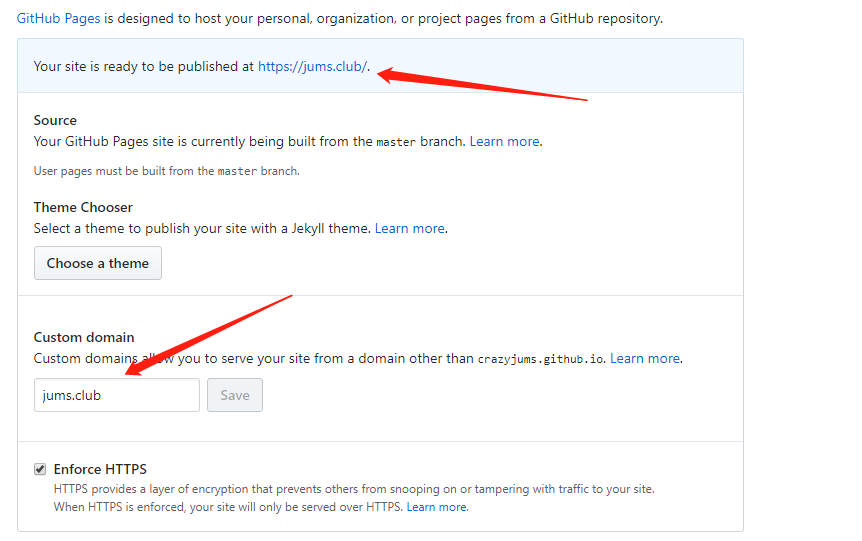 GitHub Pages is designed to host your personal, organization, or project pages from a GitHub repository.
Your site is ready to be published at https://jums.club/.
Source
Your GitHub Pages site is currently being built from the master branch. Learn more.
User pages must be built from the master branch.
Theme Chooser
Select a theme to publish your site with a Jekyll theme. Learn more.
Choose a theme
Custom domain
Custom domains allow you to serve your site from a domain other than crazyjums.github.io. Learn more.
jums.club Save
Enforce HTTPS
HTTPS provides a layer of encryption that prevents others from snooping on or tampering with traffic to your site.
When HTTPS is enforced, your site will only be served over HTTPS. Learn more.